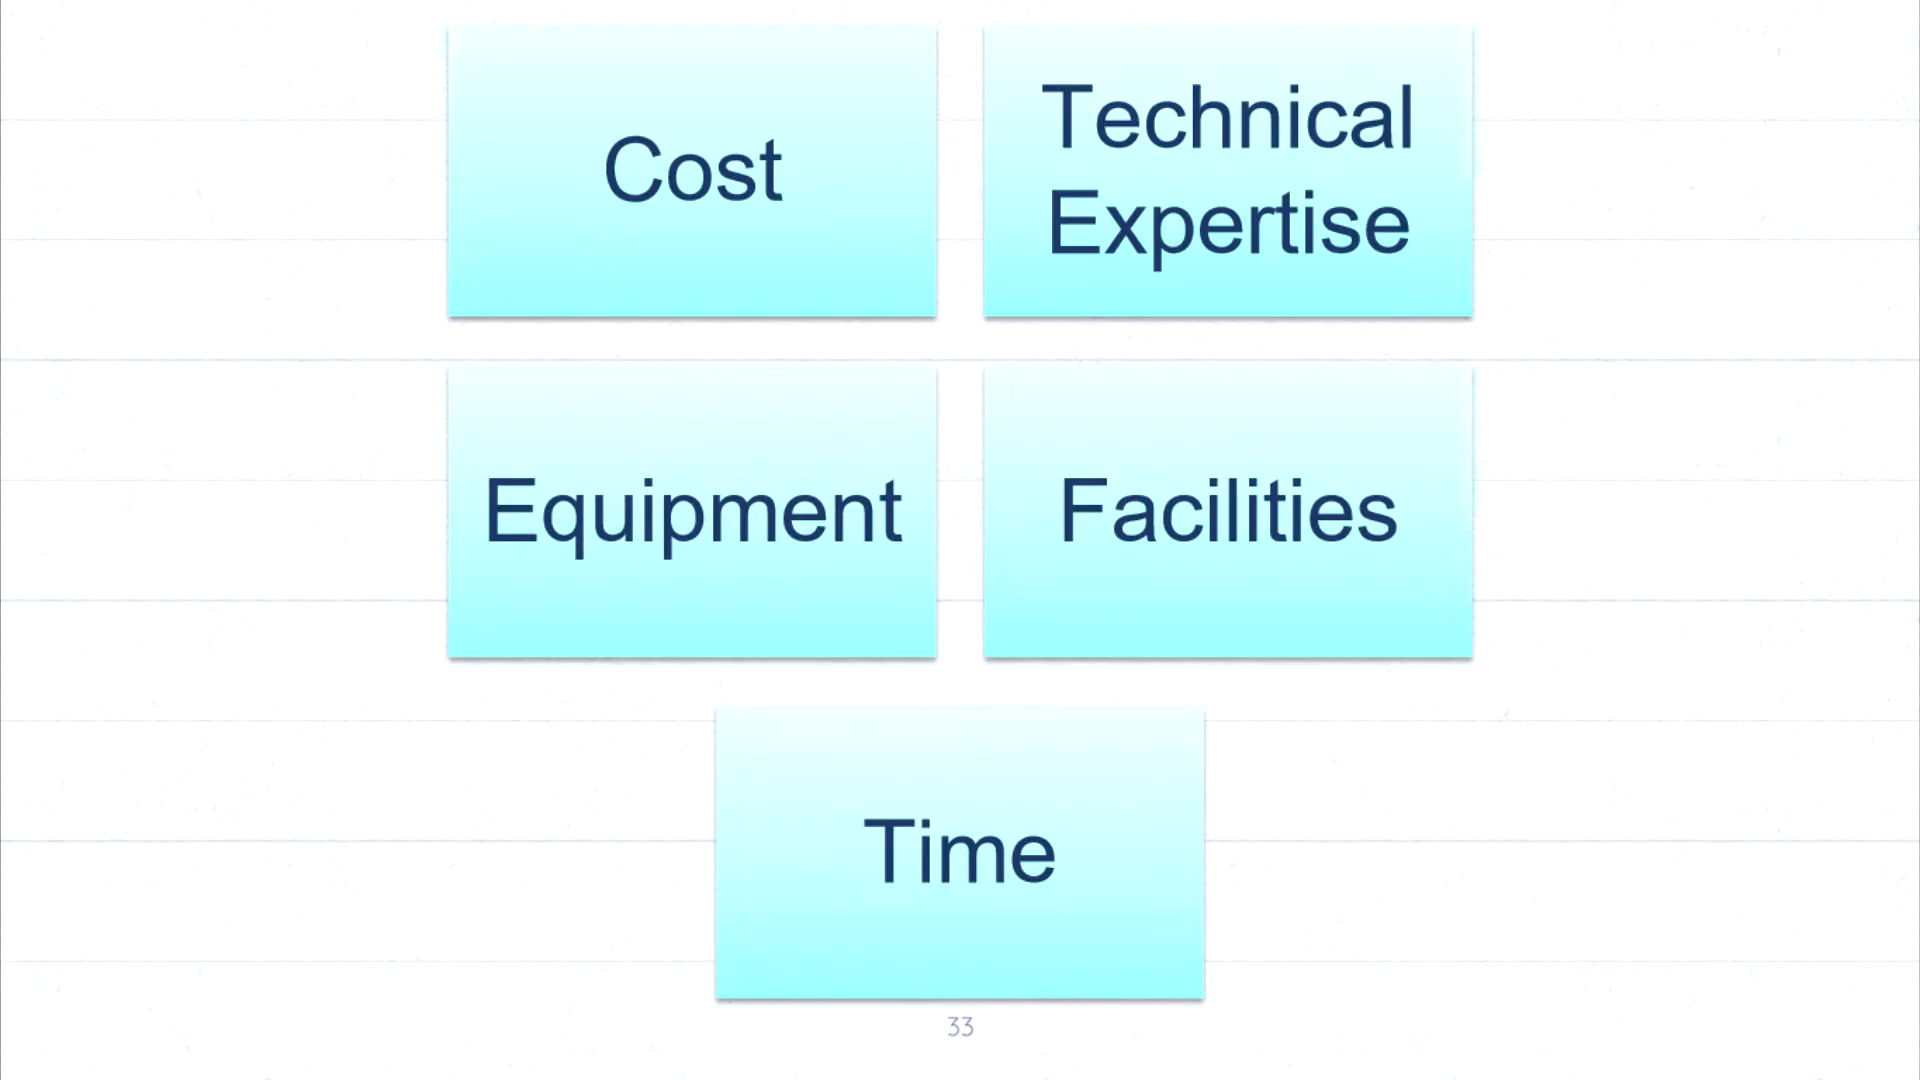 Cost
Technical
Expertise
Equipment
Facilities
Time
33